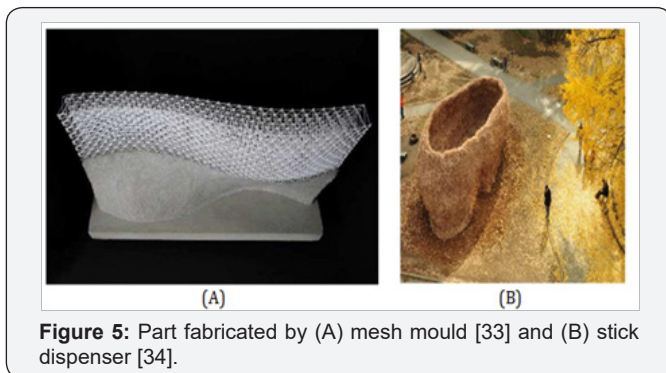 (A)
(B)
Figure 5: Part fabricated by (A) mesh mould [33] and (B) stick
dispenser [34].